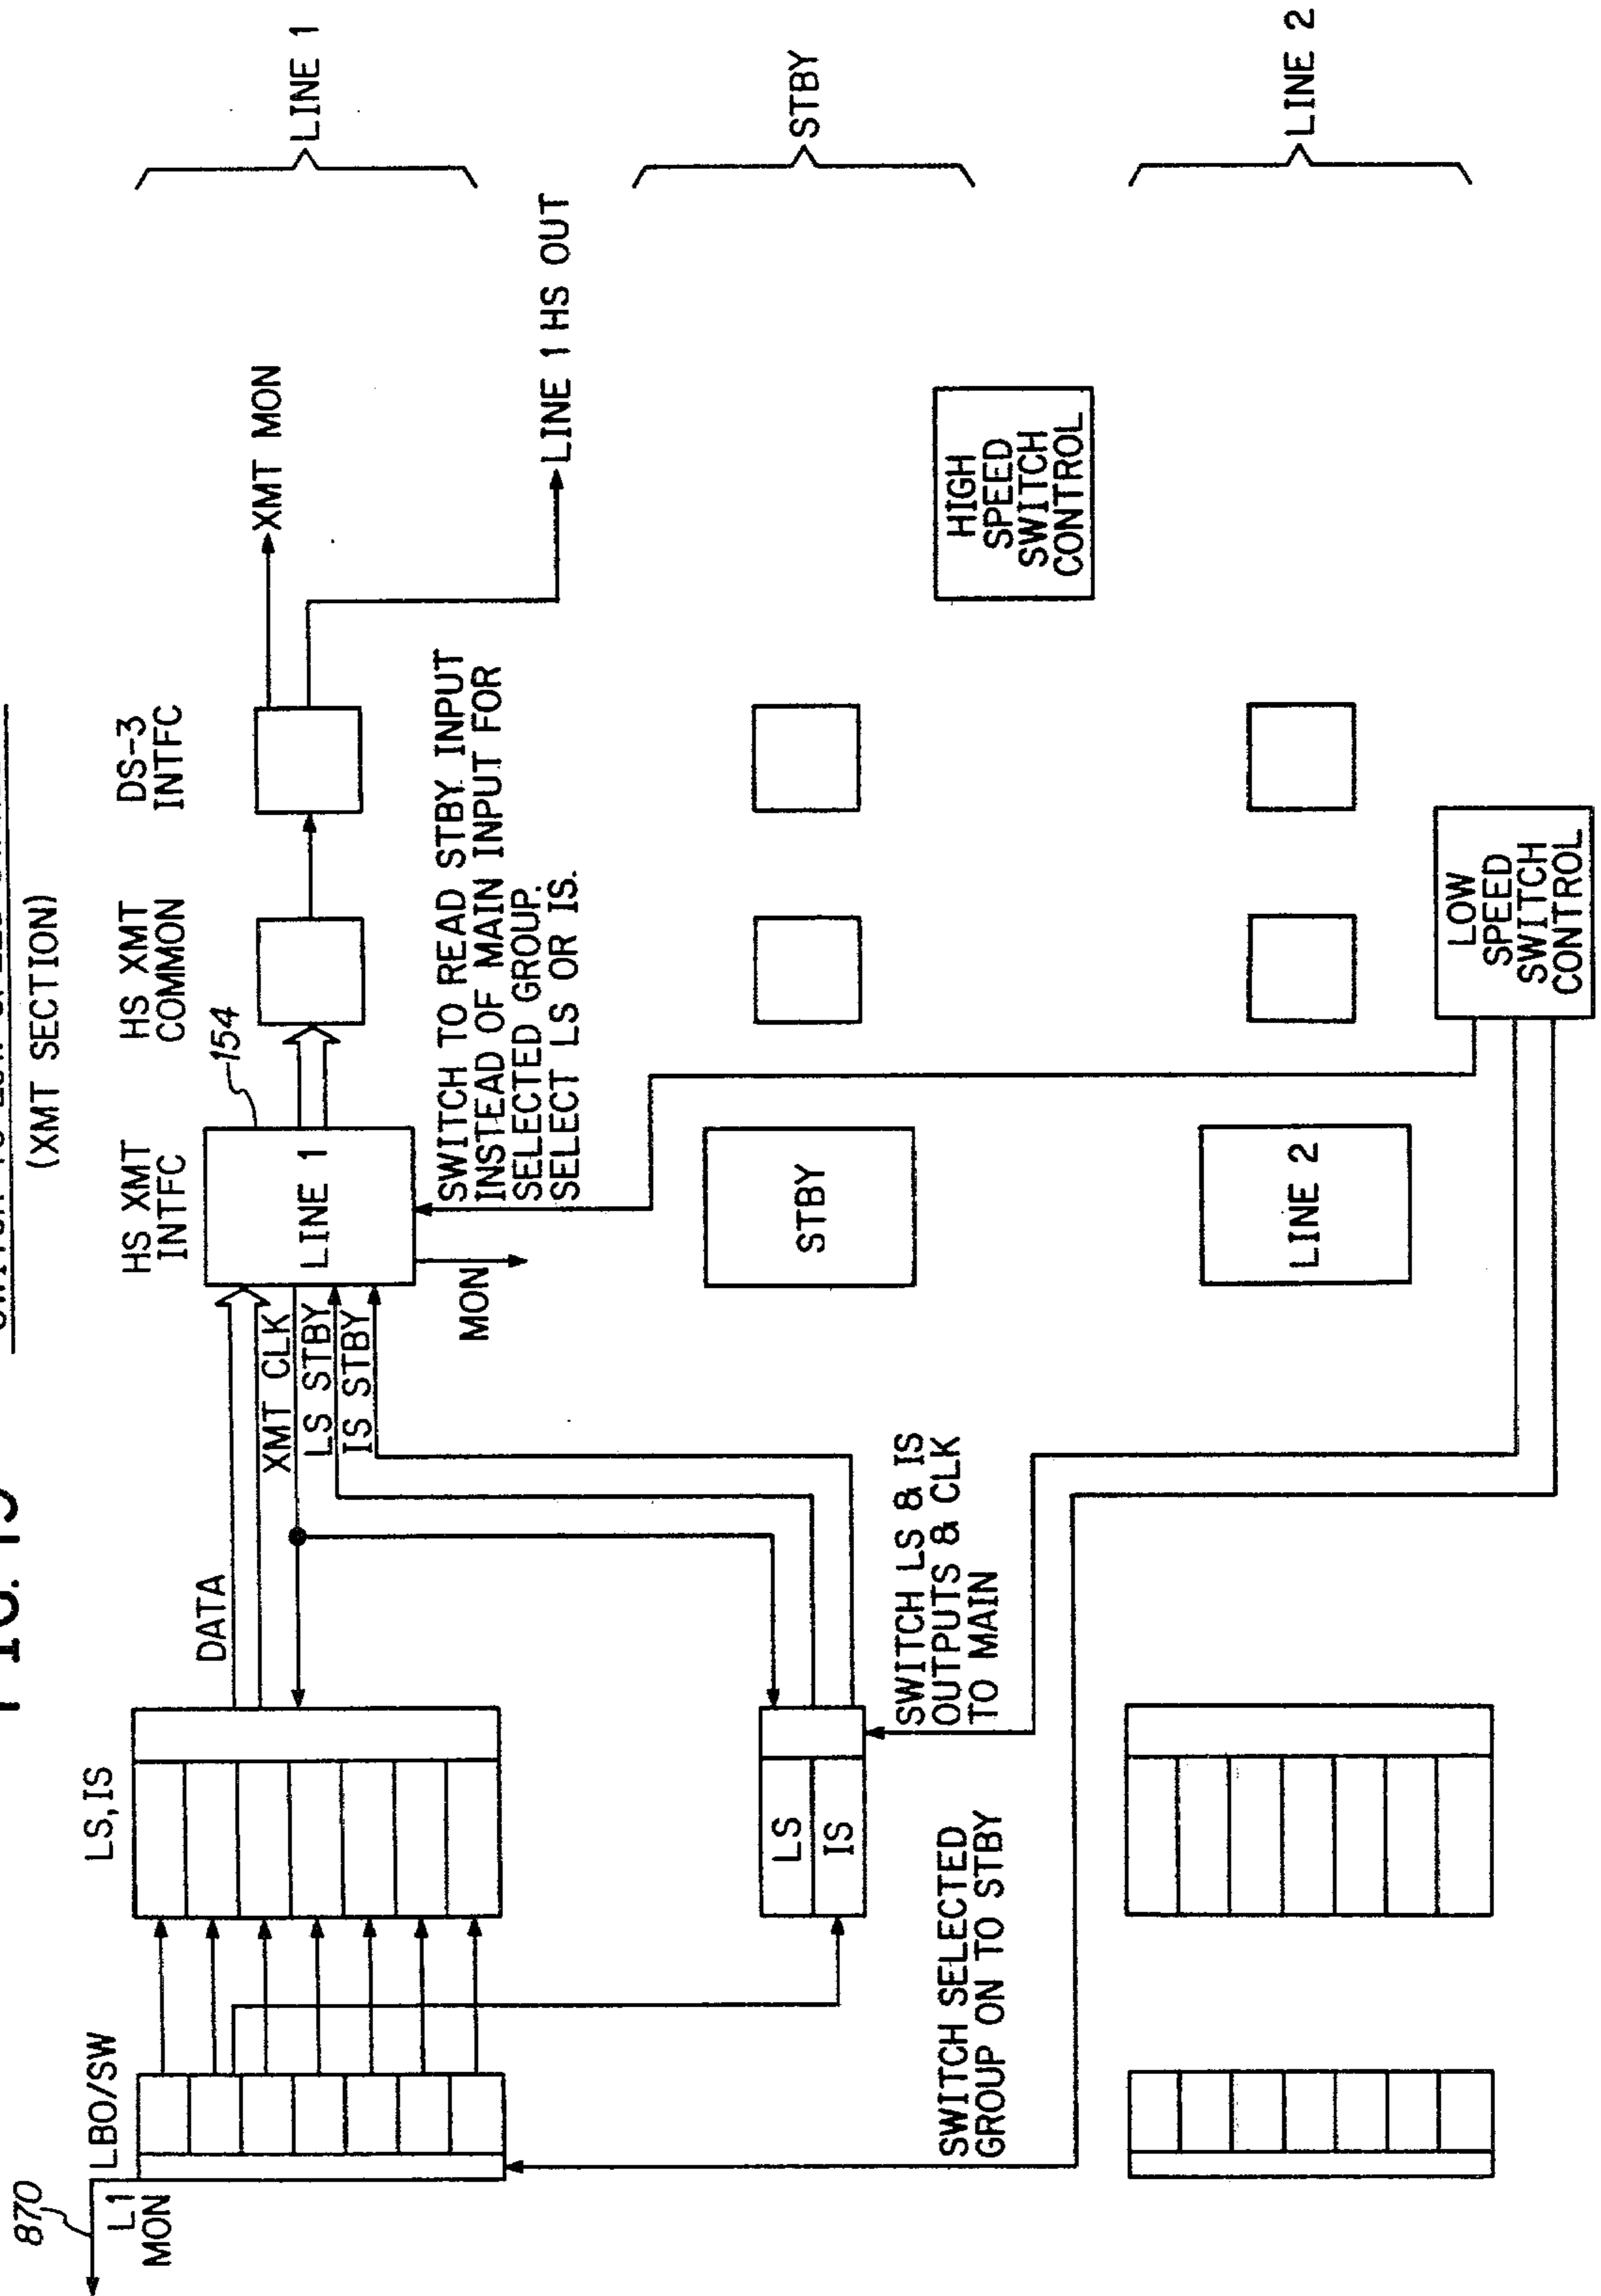 (XMT SECTION)
870
L1
MON
LBO/SW
LS, IS
DATA
XMT CLK
LS STBY
IS STBY
HS XMT
INTFC
154
LINE 1
MON
HS XMT
COMMON
DS-3
INTFC
XMT MON
LINE 1 HS OUT
LINE 1
SWITCH TO READ STBY INPUT
INSTEAD OF MAIN INPUT FOR
SELECTED GROUP.
SELECT LS OR IS.
LS
IS
SWITCH LS & IS
OUTPUTS & CLK
TO MAIN
STBY
HIGH
SPEED
SWITCH
CONTROL
STBY
SWITCH SELECTED
GROUP ON TO STBY
LINE 2
LOW
SPEED
SWITCH
CONTROL
LINE 2